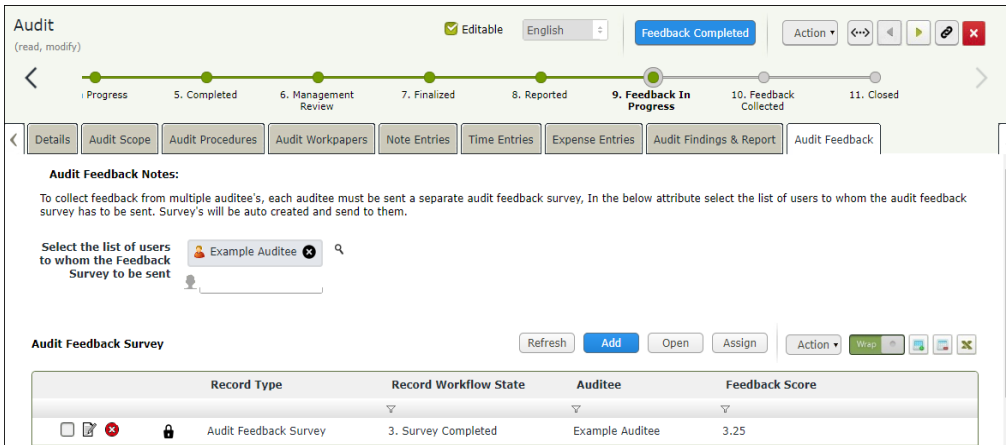 Audit
(read, modify)
Editable
English
Feedback Completed
Action
Progress
5. Completed
6. Management
Review
7. Finalized
8. Reported
9. Feedback In
Progress
10. Feedback
Collected
11. Closed
Details
Audit Scope
Audit Procedures
Audit Workpapers
Note Entries
Time Entries
Expense Entries
Audit Findings & Report
Audit Feedback
Audit Feedback Notes:
To collect feedback from multiple auditee's, each auditee must be sent a separate audit feedback survey, In the below attribute select the list of users to whom the audit feedback
survey has to be sent. Survey's will be auto created and send to them.
Select the list of users
to whom the Feedback
Survey to be sent
Example Auditee
Audit Feedback Survey
Refresh
Add
Open
Assign
Action
Wrap
Record Type
Record Workflow State
Auditee
Feedback Score
Audit Feedback Survey
3. Survey Completed
Example Auditee
3.25